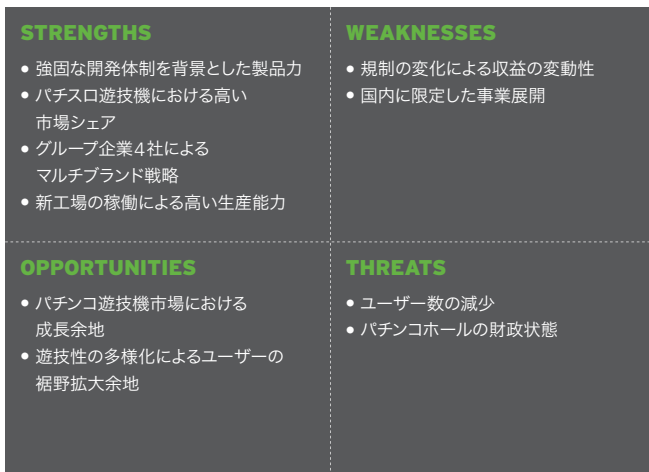 STRENGTHS
● 強固な開発体制を背景とした製品力
● パチスロ遊技機における高い
市場シェア
● グループ企業4社による
マルチブランド戦略
● 新工場の稼働による高い生産能力
WEAKNESSES
● 規制の変化による収益の変動性
● 国内に限定した事業展開
OPPORTUNITIES
● パチンコ遊技機市場における
成長余地
● 遊技性の多様化によるユーザーの
裾野拡大余地
THREATS
● ユーザー数の減少
● パチンコホールの財政状態